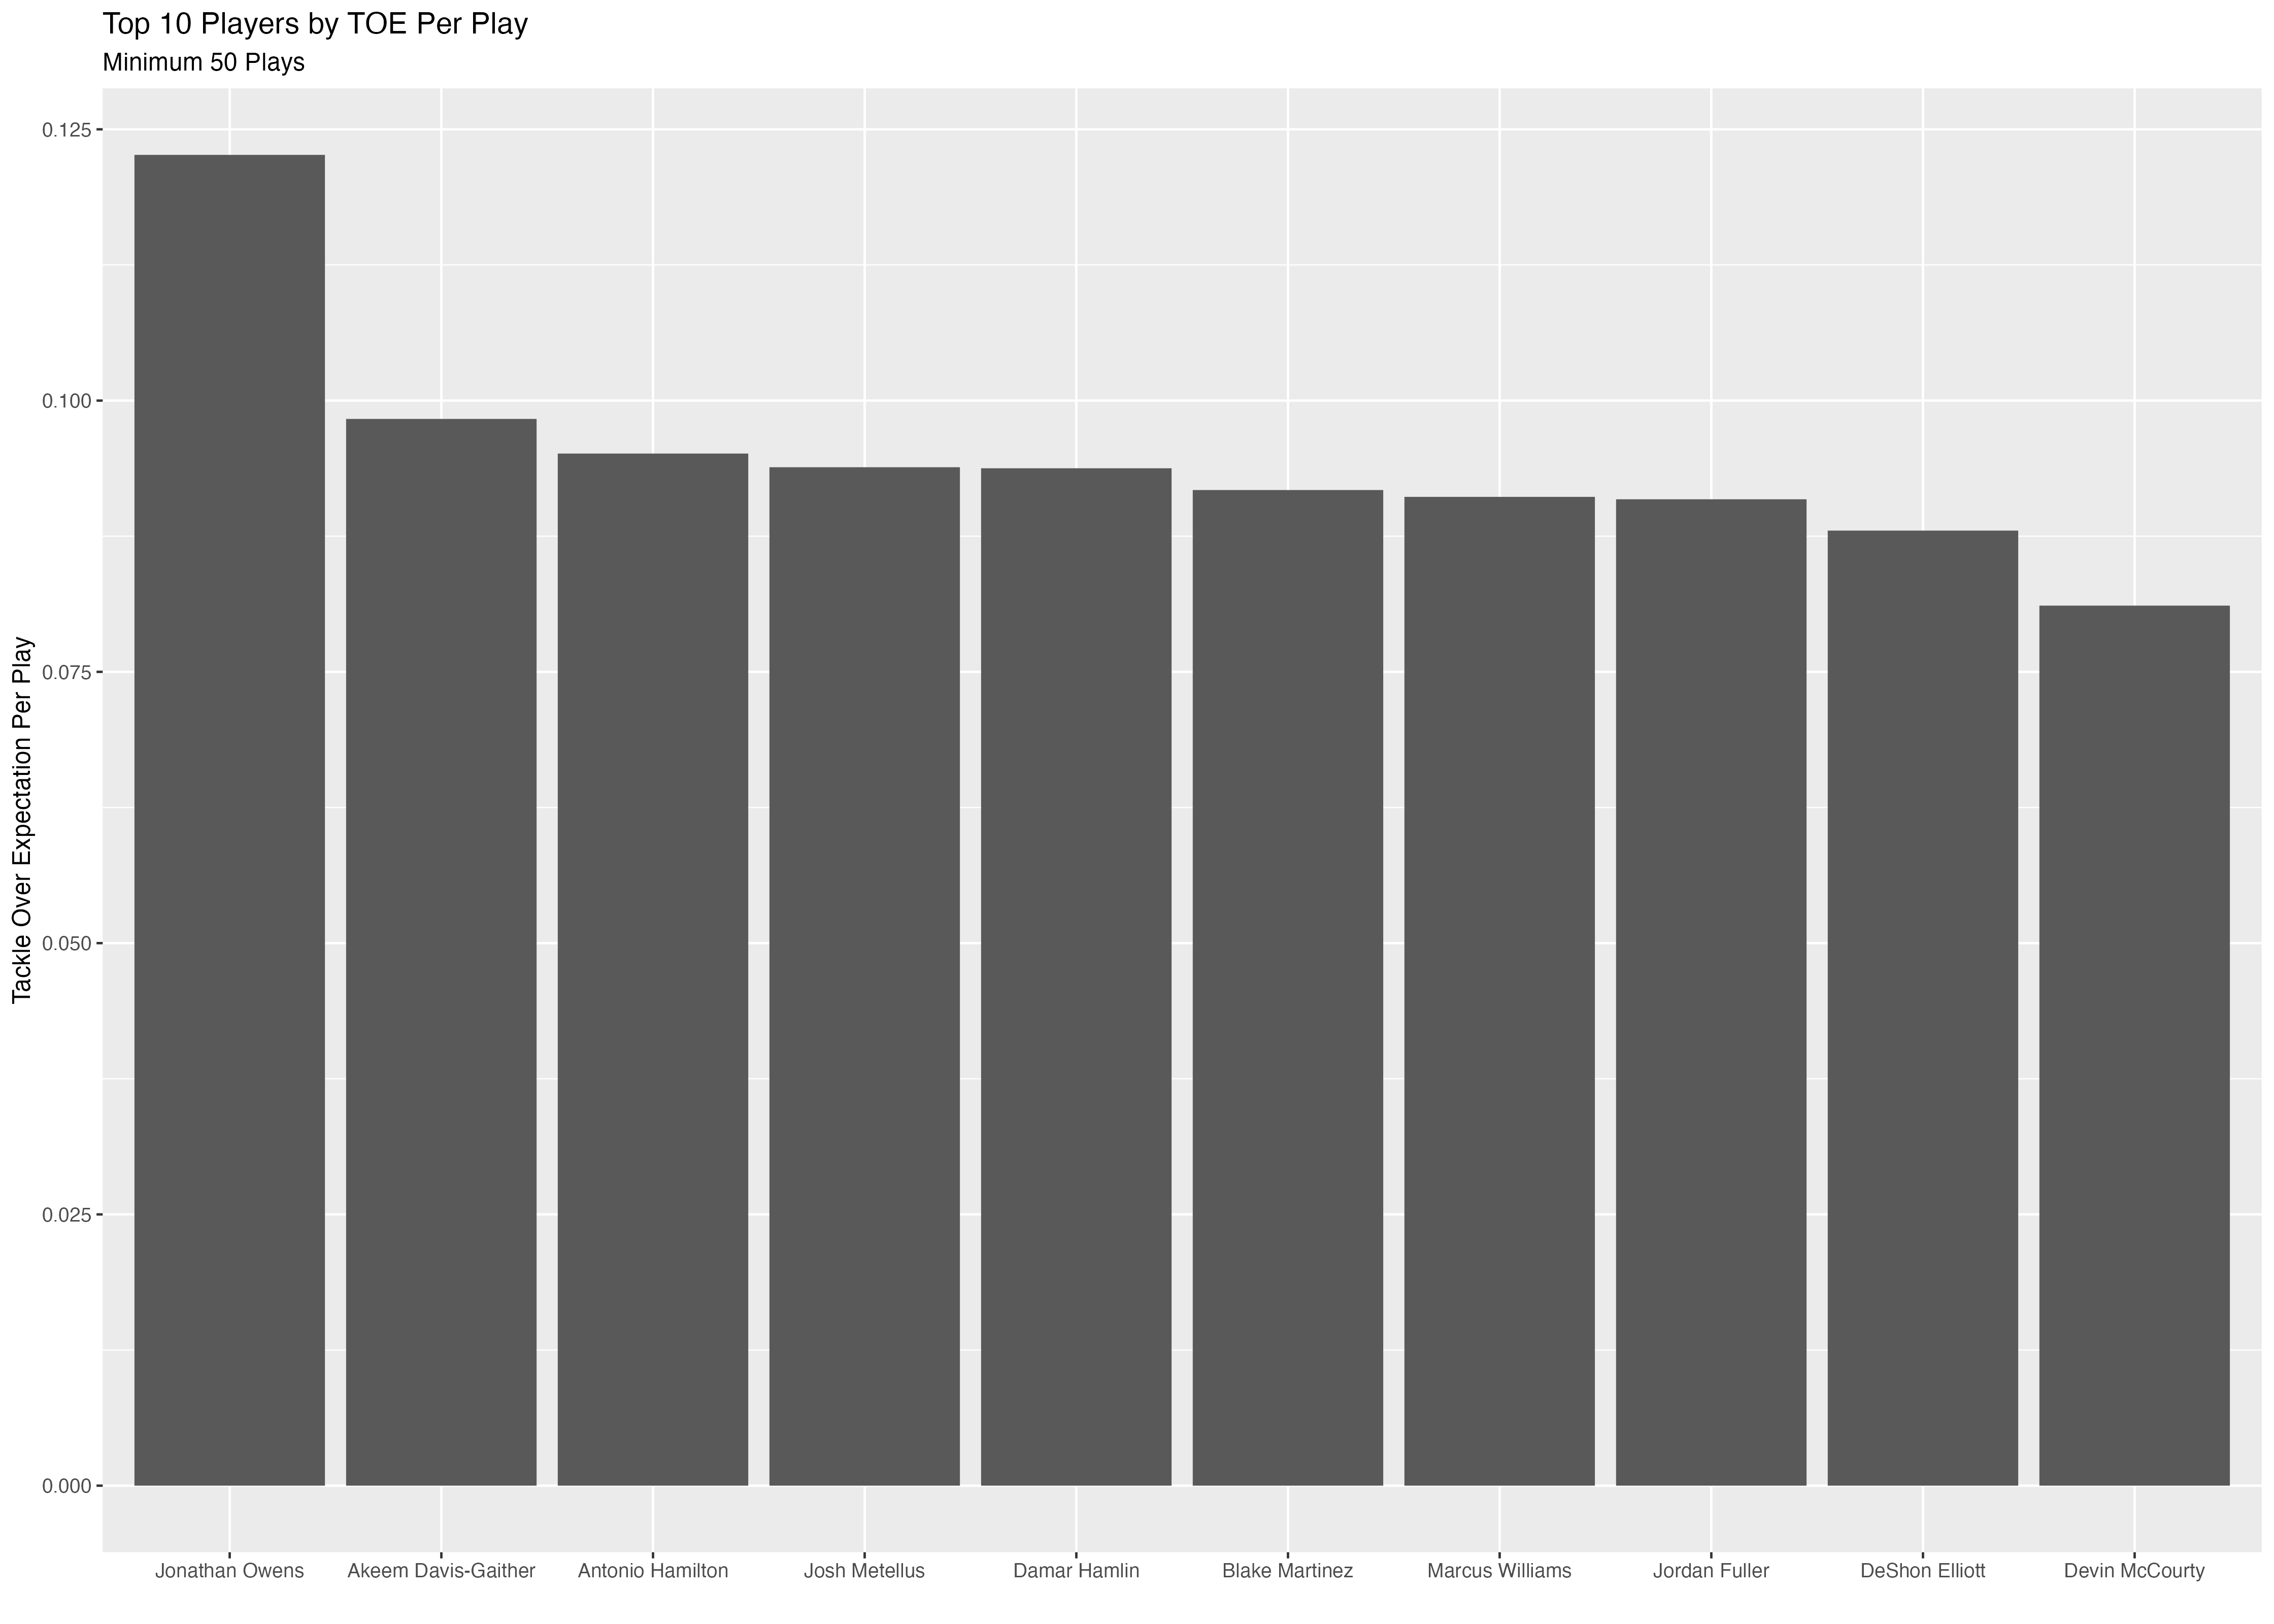 Top 10 Players by TOE Per Play
Minimum 50 Plays
Tackle Over Expectation Per Play
0.125
0.100
0.075
0.050
0.025
0.000
Jonathan Owens Akeem Davis-Gaither Antonio Hamilton Josh Metellus Damar Hamlin Blake Martinez Marcus Williams Jordan Fuller DeShon Elliott Devin McCourty